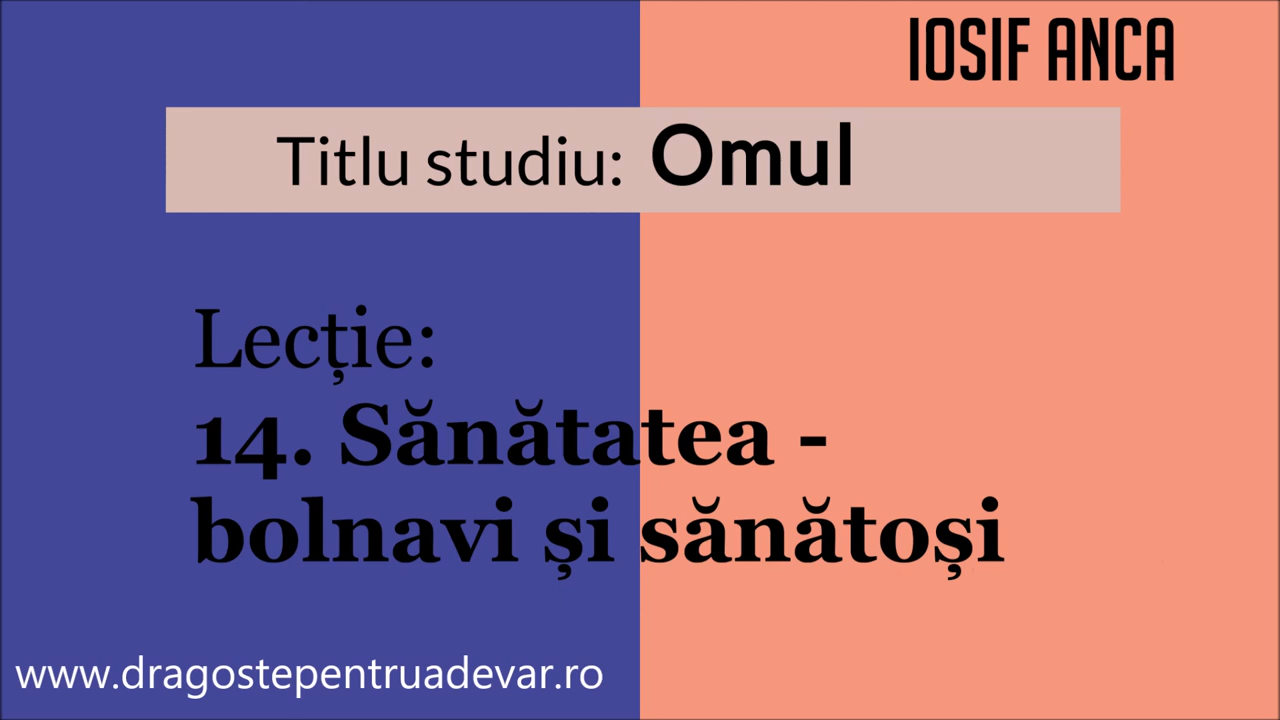 IOSIF ANCA
Titlu studiu: Omul
Lecție:
14. Sănătatea -
bolnavi și sănătoși
www.dragostepentruadevar.ro